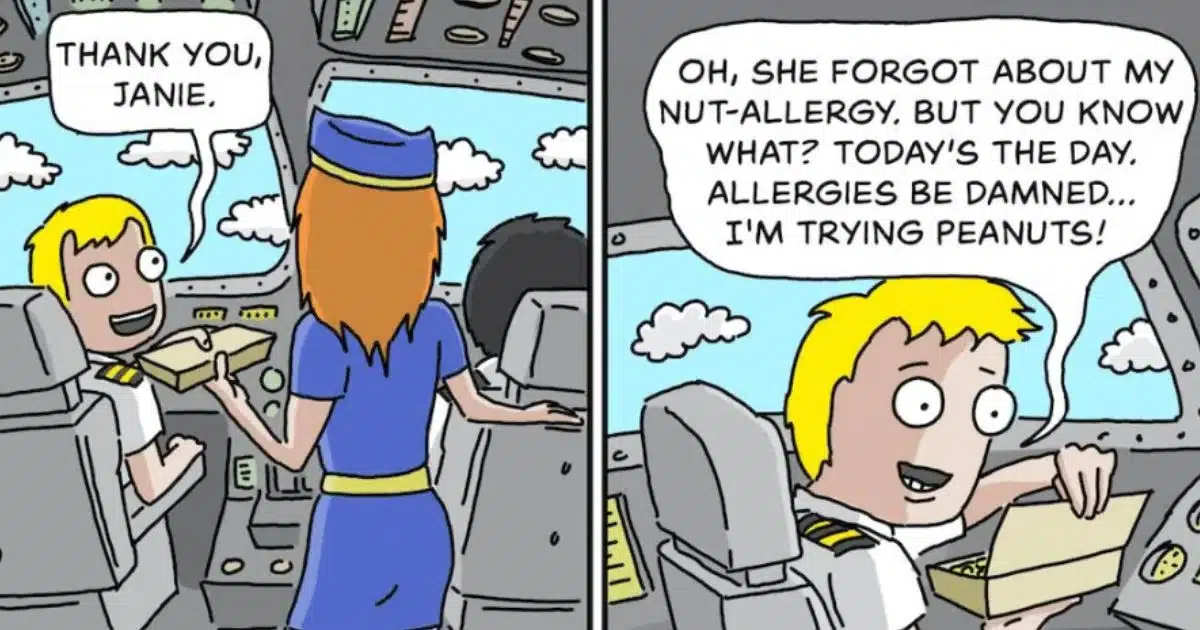 THANK YOU,
JANIE.
OH, SHE FORGOT ABOUT MY
NUT-ALLERGY. BUT YOU KNOW
WHAT? TODAY'S THE DAY.
ALLERGIES BE DAMNED...
I'M TRYING PEANUTS!